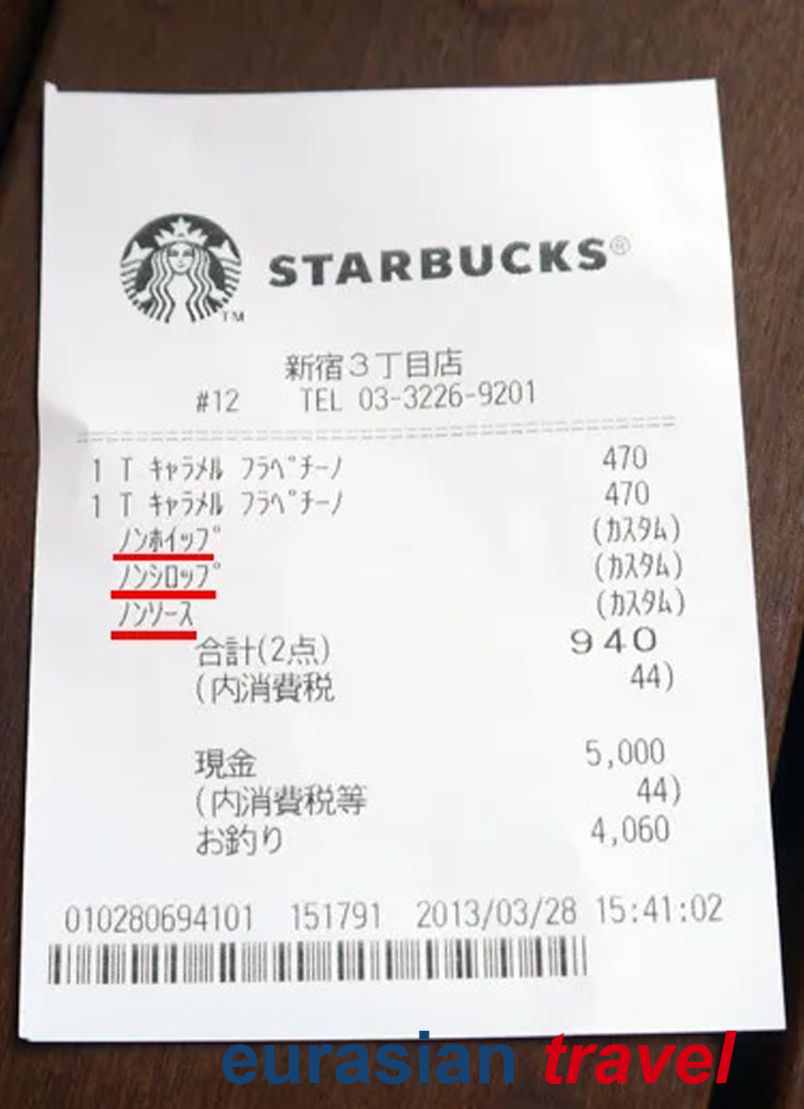 STARBUCKS®
TM
新宿3丁目店
#12 TEL 03-3226-9201
1 T ｷｬﾗﾒﾙ ﾌﾗﾍﾟﾁｰﾉ 470
1 T ｷｬﾗﾒﾙ ﾌﾗﾍﾟﾁｰﾉ 470
ﾉﾝﾎｲｯﾌﾟ (ｶｽﾀﾑ)
ﾉﾝｼﾛｯﾌﾟ (ｶｽﾀﾑ)
ﾉﾝｿｰｽ (ｶｽﾀﾑ)
合計(2点) 940
(内消費税 44)
現金 5,000
(内消費税等 44)
お釣り 4,060
010280694101 151791 2013/03/28 15:41:02
eurasian travel